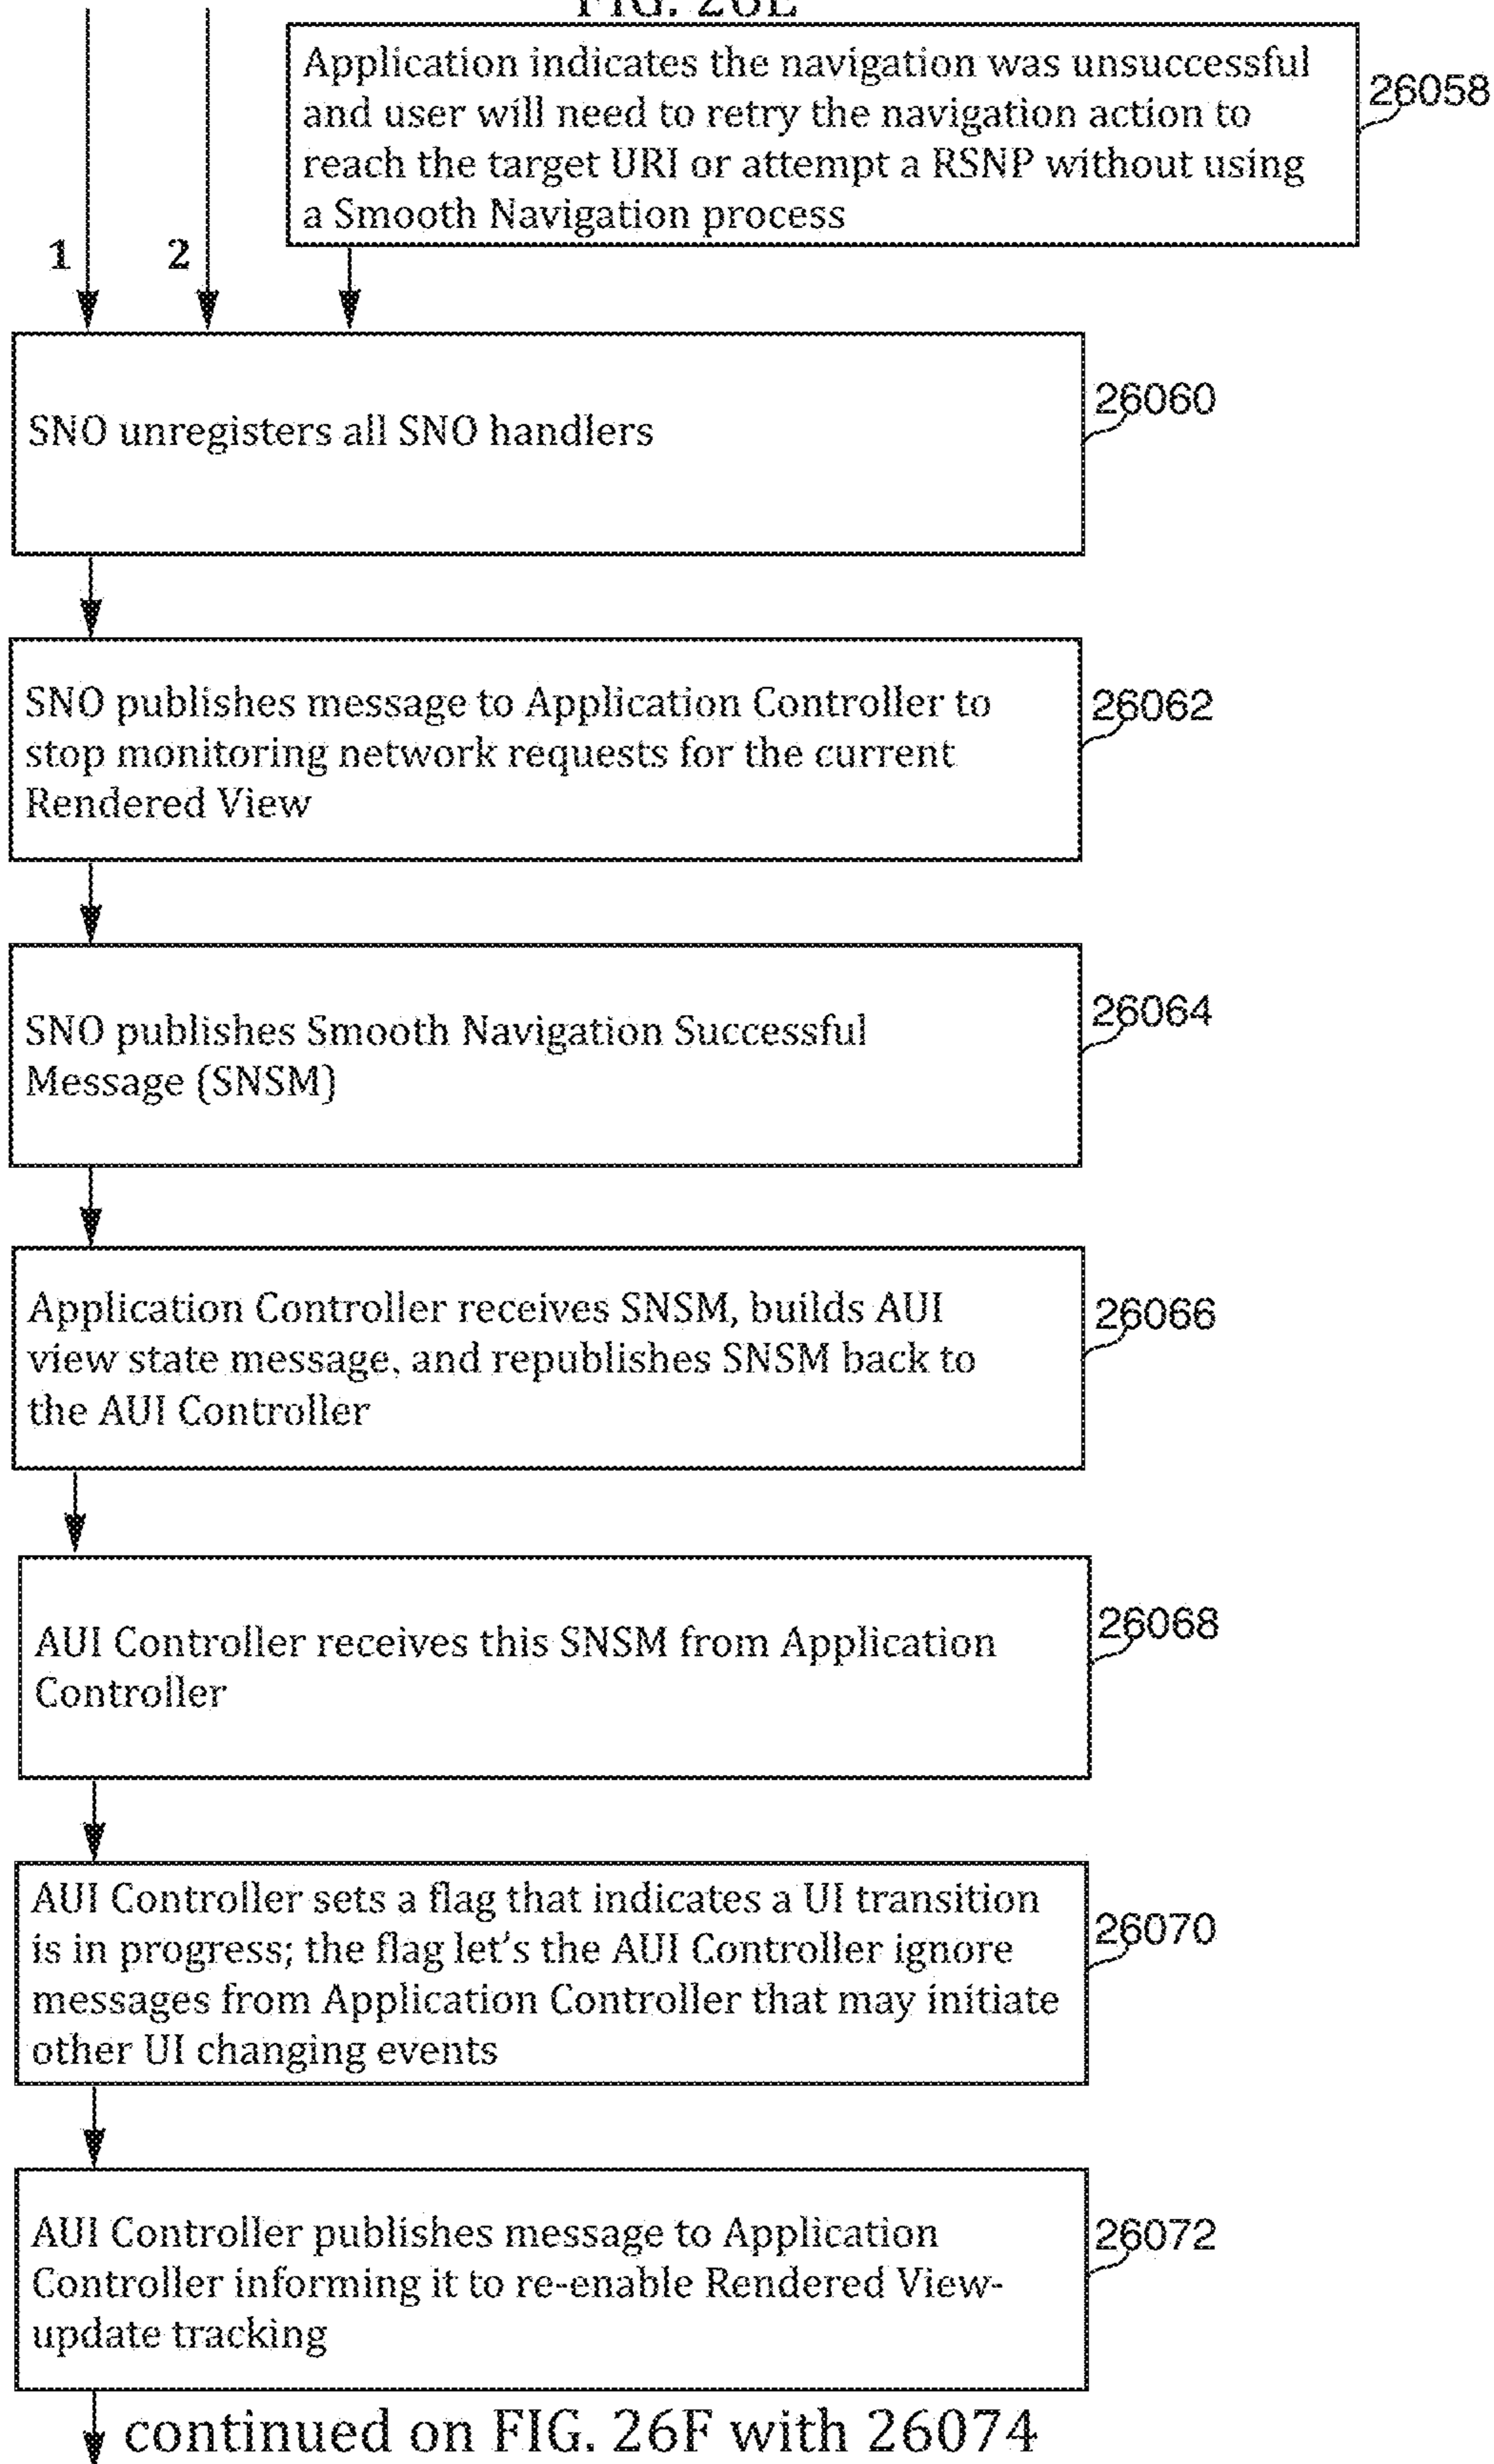 FIG. 26E
Application indicates the navigation was unsuccessful
and user will need to retry the navigation action to
reach the target URI or attempt a RSNP without using
a Smooth Navigation process
26058
1
2
SNO unregisters all SNO handlers
26060
SNO publishes message to Application Controller to
stop monitoring network requests for the current
Rendered View
26062
SNO publishes Smooth Navigation Successful
Message (SNSM)
26064
Application Controller receives SNSM, builds AUI
view state message, and republishes SNSM back to
the AUI Controller
26066
AUI Controller receives this SNSM from Application
Controller
26068
AUI Controller sets a flag that indicates a UI transition
is in progress; the flag let's the AUI Controller ignore
messages from Application Controller that may initiate
other UI changing events
26070
AUI Controller publishes message to Application
Controller informing it to re-enable Rendered View-
update tracking
26072
continued on FIG. 26F with 26074